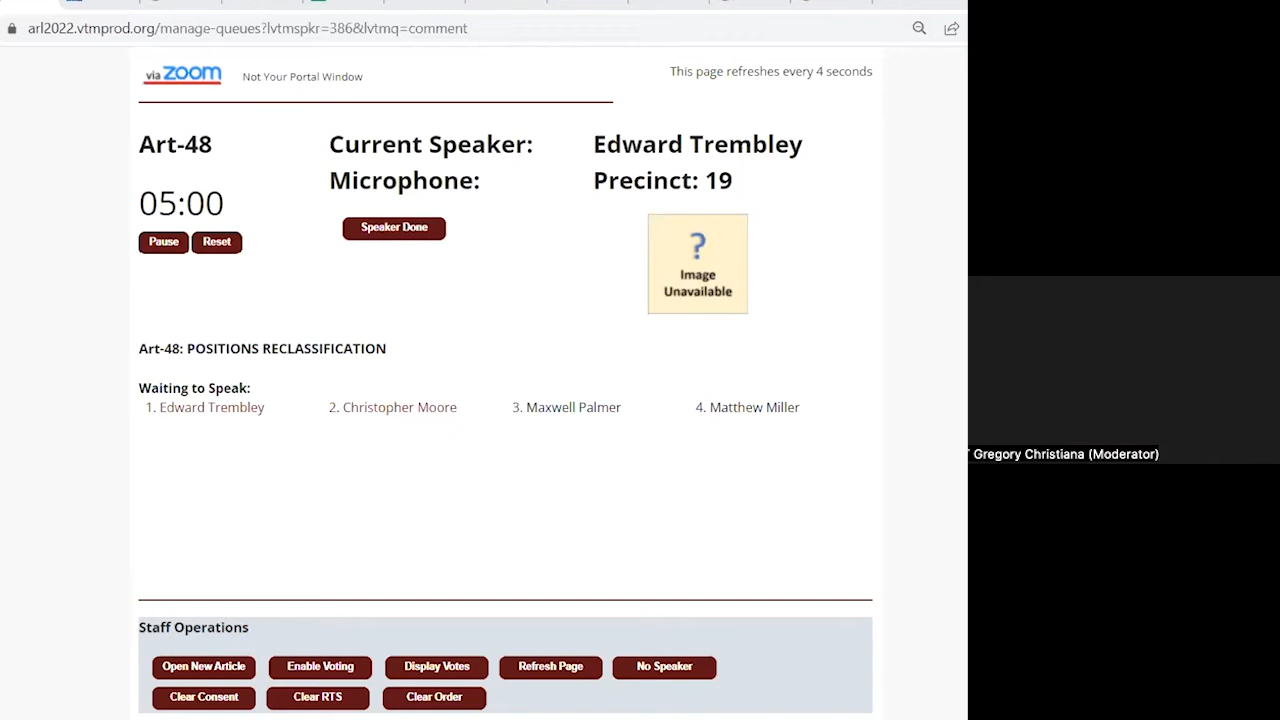 arl2022.vtmprod.org/manage-queues?lvtmspkr=386&lvtmq=comment
via zoom Not Your Portal Window This page refreshes every 4 seconds
Art-48 Current Speaker: Edward Trembley
Microphone: Precinct: 19
05:00
Speaker Done
Pause Reset
?
Image
Unavailable
Art-48: POSITIONS RECLASSIFICATION
Waiting to Speak:
1. Edward Trembley 2. Christopher Moore 3. Maxwell Palmer 4. Matthew Miller
Gregory Christiana (Moderator)
Staff Operations
Open New Article Enable Voting Display Votes Refresh Page No Speaker
Clear Consent Clear RTS Clear Order